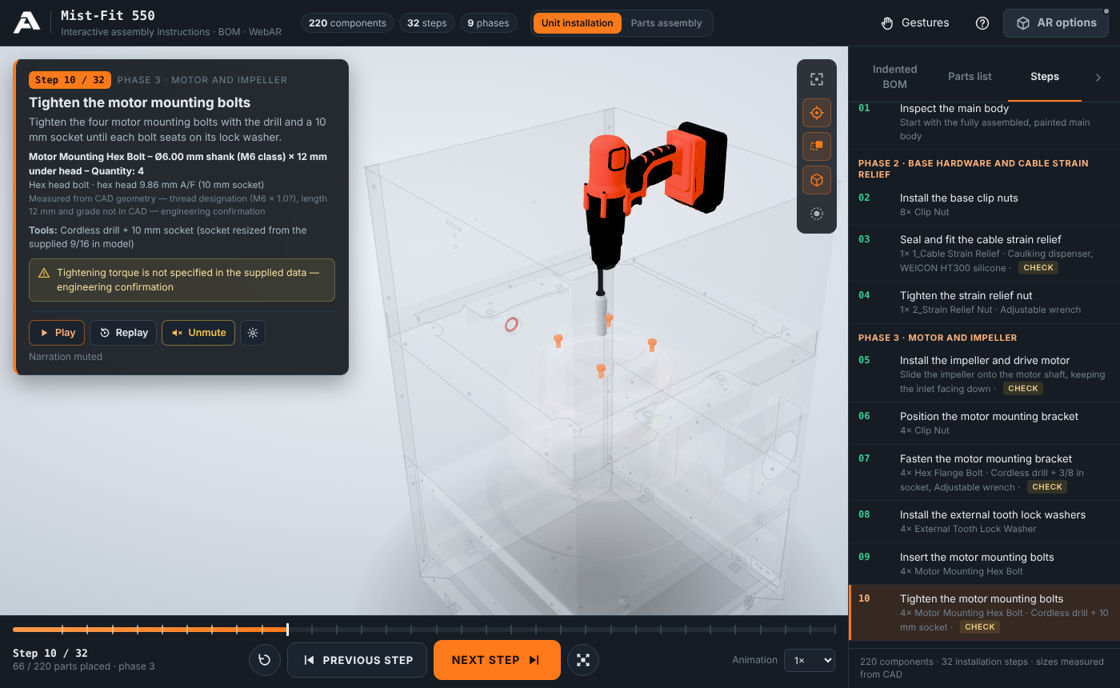 Mist-Fit 550
Interactive assembly instructions · BOM · WebAR
220 components
32 steps
9 phases
Unit installation
Parts assembly
Gestures
AR options
Step 10 / 32
PHASE 3 · MOTOR AND IMPELLER
Tighten the motor mounting bolts
Tighten the four motor mounting bolts with the drill and a 10
mm socket until each bolt seats on its lock washer.
Motor Mounting Hex Bolt – Ø6.00 mm shank (M6 class) × 12 mm
under head – Quantity: 4
Hex head bolt · hex head 9.86 mm A/F (10 mm socket)
Measured from CAD geometry — thread designation (M6 × 1.0?), length
12 mm and grade not in CAD — engineering confirmation
Tools: Cordless drill + 10 mm socket (socket resized from the
supplied 9/16 in model)
Tightening torque is not specified in the supplied data —
engineering confirmation
Play
Replay
Unmute
Narration muted
Indented
BOM
Parts list
Steps
01 Inspect the main body
Start with the fully assembled, painted main
body
PHASE 2 · BASE HARDWARE AND CABLE STRAIN
RELIEF
02 Install the base clip nuts
8× Clip Nut
03 Seal and fit the cable strain relief
1× 1_Cable Strain Relief · Caulking dispenser,
WEICON HT300 silicone · CHECK
04 Tighten the strain relief nut
1× 2_Strain Relief Nut · Adjustable wrench
PHASE 3 · MOTOR AND IMPELLER
05 Install the impeller and drive motor
Slide the impeller onto the motor shaft, keeping
the inlet facing down · CHECK
06 Position the motor mounting bracket
4× Clip Nut
07 Fasten the motor mounting bracket
4× Hex Flange Bolt · Cordless drill + 3/8 in
socket, Adjustable wrench · CHECK
08 Install the external tooth lock washers
4× External Tooth Lock Washer
09 Insert the motor mounting bolts
4× Motor Mounting Hex Bolt
10 Tighten the motor mounting bolts
4× Motor Mounting Hex Bolt · Cordless drill + 10
mm socket · CHECK
220 components · 32 installation steps · sizes measured
from CAD
Step 10 / 32
66 / 220 parts placed · phase 3
PREVIOUS STEP
NEXT STEP
Animation
1×